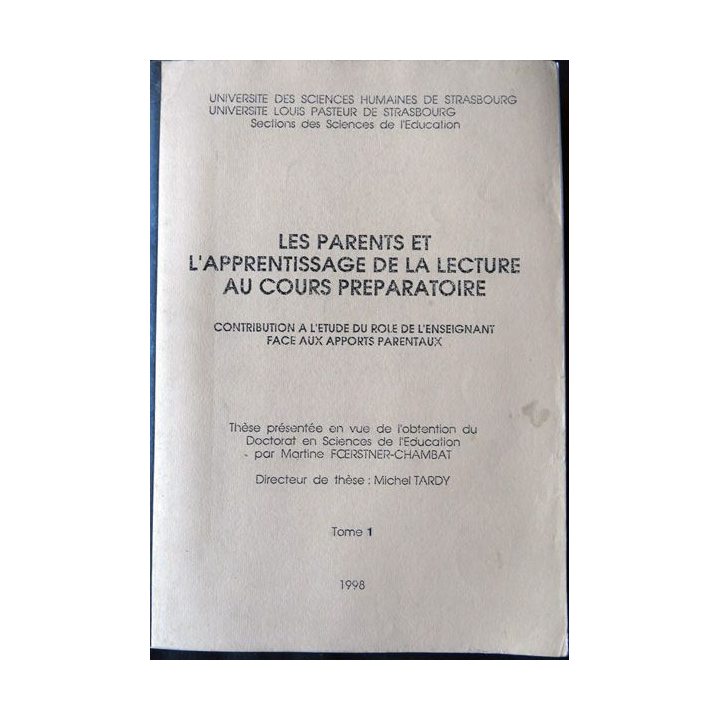 UNIVERSITE DES SCIENCES HUMAINES DE STRASBOURG
UNIVERSITE LOUIS PASTEUR DE STRASBOURG
Sections des Sciences de l'Education
LES PARENTS ET
L'APPRENTISSAGE DE LA LECTURE
AU COURS PREPARATOIRE
CONTRIBUTION A L'ETUDE DU ROLE DE L'ENSEIGNANT
FACE AUX APPORTS PARENTAUX
Thèse présentée en vue de l'obtention du
Doctorat en Sciences de l'Education
par Martine FŒRSTNER-CHAMBAT
Directeur de thèse : Michel TARDY
Tome 1
1998